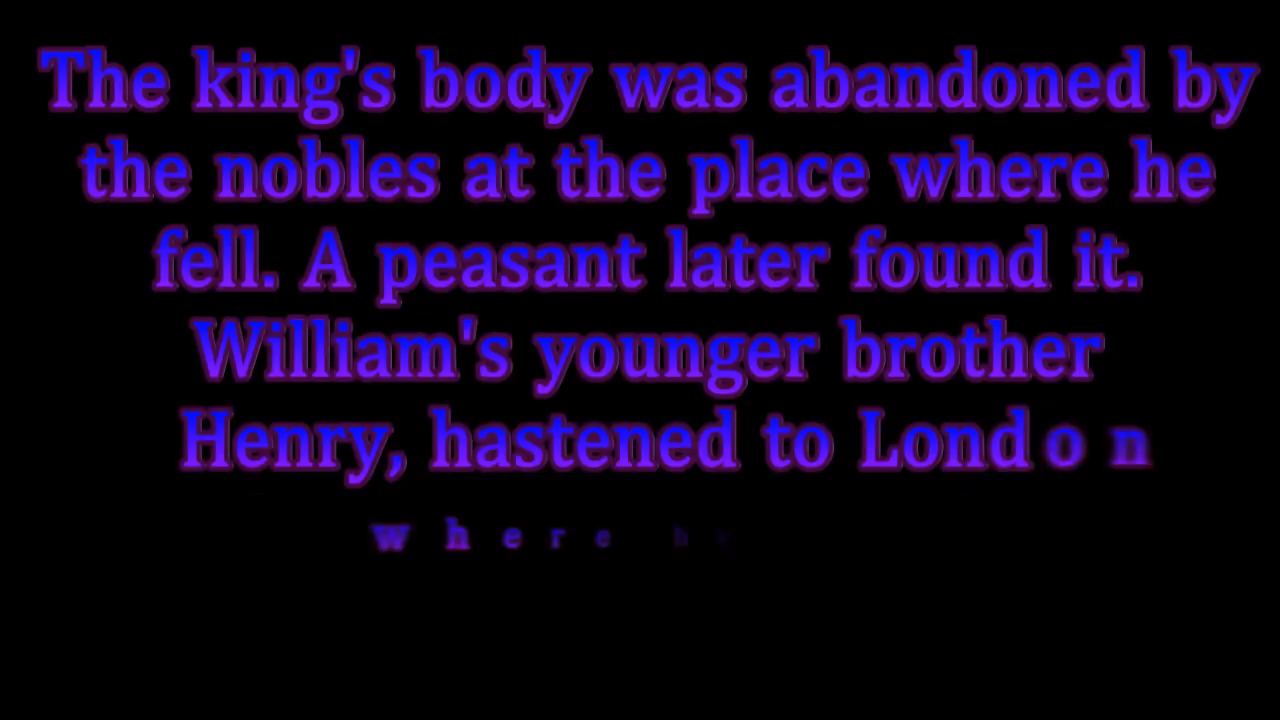 The king's body was abandoned by
the nobles at the place where he
fell. A peasant later found it.
William's younger brother
Henry, hastened to London
where